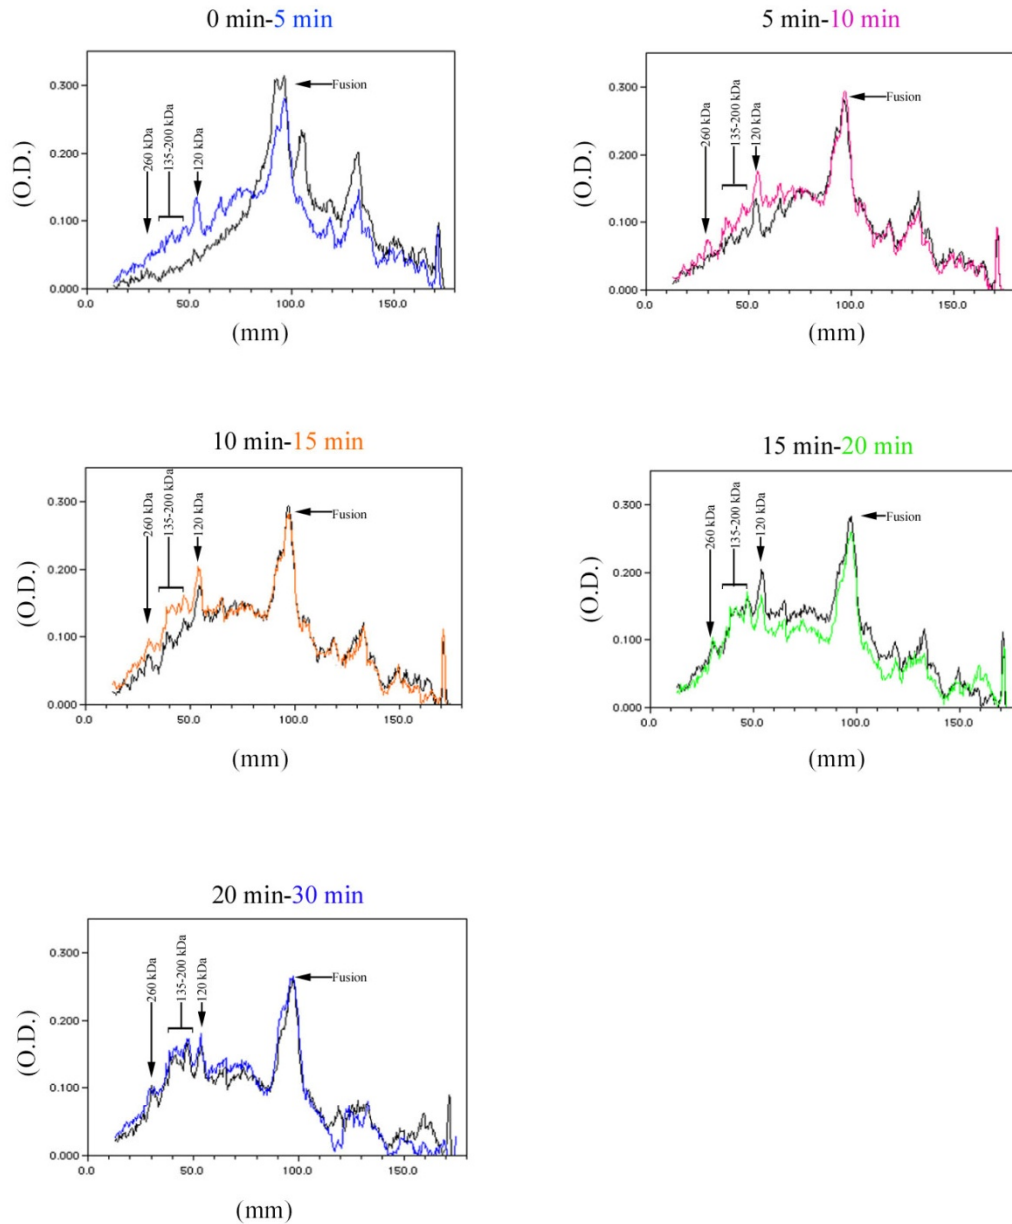 0 min-5 min
(O.D.)
0.300
0.200
0.100
0.000
0.0
50.0
100.0
150.0
260 kDa
135-200 kDa
120 kDa
Fusion
(mm)
5 min-10 min
(O.D.)
0.300
0.200
0.100
0.000
0.0
50.0
100.0
150.0
260 kDa
135-200 kDa
120 kDa
Fusion
(mm)
10 min-15 min
(O.D.)
0.300
0.200
0.100
0.000
0.0
50.0
100.0
150.0
260 kDa
135-200 kDa
120 kDa
Fusion
(mm)
15 min-20 min
(O.D.)
0.300
0.200
0.100
0.000
0.0
50.0
100.0
150.0
260 kDa
135-200 kDa
120 kDa
Fusion
(mm)
20 min-30 min
(O.D.)
0.300
0.200
0.100
0.000
0.0
50.0
100.0
150.0
260 kDa
135-200 kDa
120 kDa
Fusion
(mm)